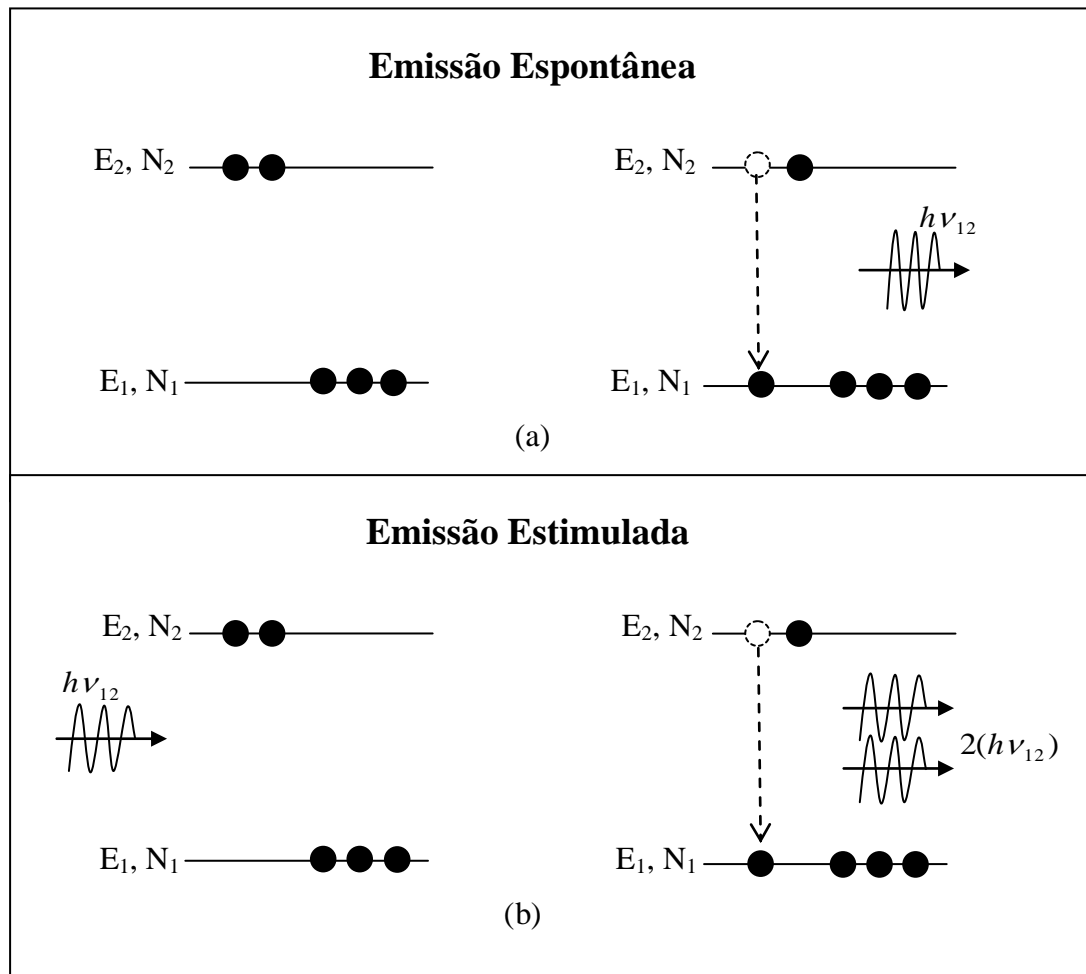 Emissão Espontânea
E₂, N₂
E₂, N₂
hν₁₂
E₁, N₁
E₁, N₁
(a)
Emissão Estimulada
E₂, N₂
E₂, N₂
hν₁₂
2(hν₁₂)
E₁, N₁
E₁, N₁
(b)